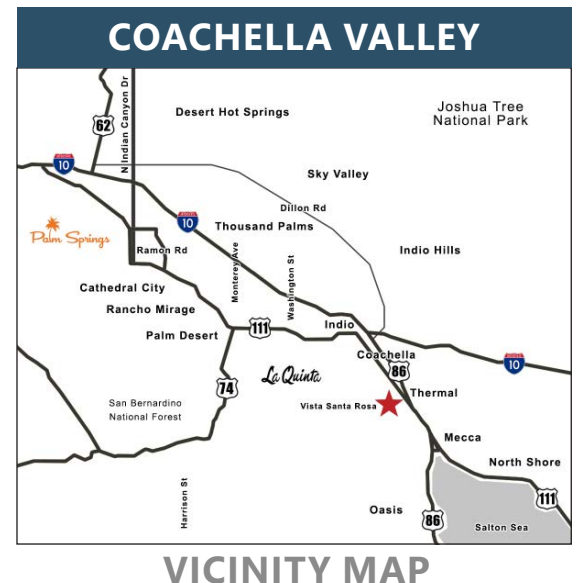 COACHELLA VALLEY
N Indian Canyon Dr
62
Desert Hot Springs
Joshua Tree
National Park
10
Sky Valley
Dillon Rd
10
Thousand Palms
Palm Springs
Ramon Rd
Monterey Ave
Washington St
Indio Hills
Cathedral City
Rancho Mirage
Palm Desert
111
Indio
Coachella
10
86
La Quinta
74
Thermal
San Bernardino
National Forest
Vista Santa Rosa
Mecca
North Shore
Harrison St
111
Oasis
86
Salton Sea
VICINITY MAP